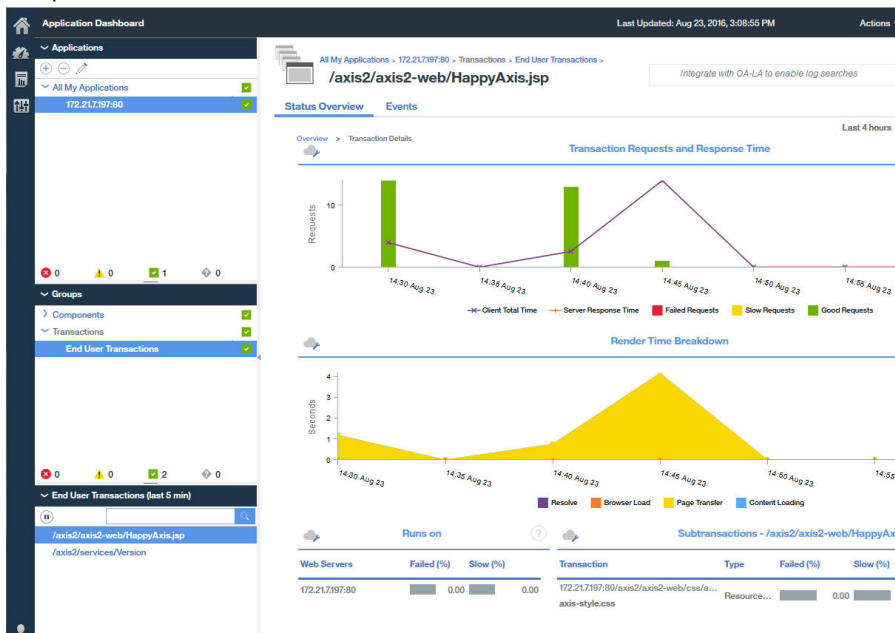 Application Dashboard
Last Updated: Aug 23, 2016, 3:08:55 PM
Actions
Applications
All My Applications
172.21.7.197:80
0 0 1 0
Groups
Components
Transactions
End User Transactions
0 0 2 0
End User Transactions (last 5 min)
/axis2/axis2-web/HappyAxis.jsp
/axis2/services/Version
All My Applications > 172.21.7.197:80 > Transactions > End User Transactions >
/axis2/axis2-web/HappyAxis.jsp
Integrate with OA-LA to enable log searches
Status Overview Events
Last 4 hours
Overview > Transaction Details
Transaction Requests and Response Time
Requests
10
0
14:30 Aug 23 14:35 Aug 23 14:40 Aug 23 14:45 Aug 23 14:50 Aug 23 14:55 Aug 23
Client Total Time Server Response Time Failed Requests Slow Requests Good Requests
Render Time Breakdown
Seconds
4
3
2
1
0
14:30 Aug 23 14:35 Aug 23 14:40 Aug 23 14:45 Aug 23 14:50 Aug 23 14:55
Resolve Browser Load Page Transfer Content Loading
Runs on ?
Web Servers Failed (%) Slow (%)
172.21.7.197:80 0.00 0.00
Subtransactions - /axis2/axis2-web/HappyAx
Transaction Type Failed (%) Slow (%)
172.21.7.197:80/axis2/axis2-web/css/a...
axis-style.css
Resource... 0.00